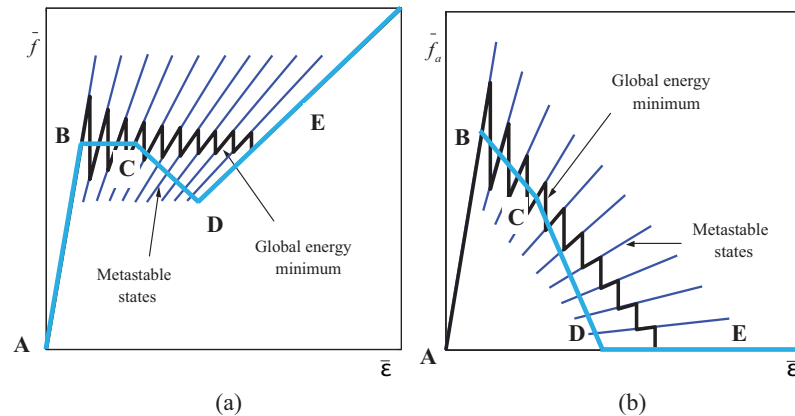 f̄
B
C
D
E
A
Metastable
states
Global energy
minimum
ε̄
(a)
f̄ₐ
Global energy
minimum
B
C
Metastable
states
D
E
A
ε̄
(b)